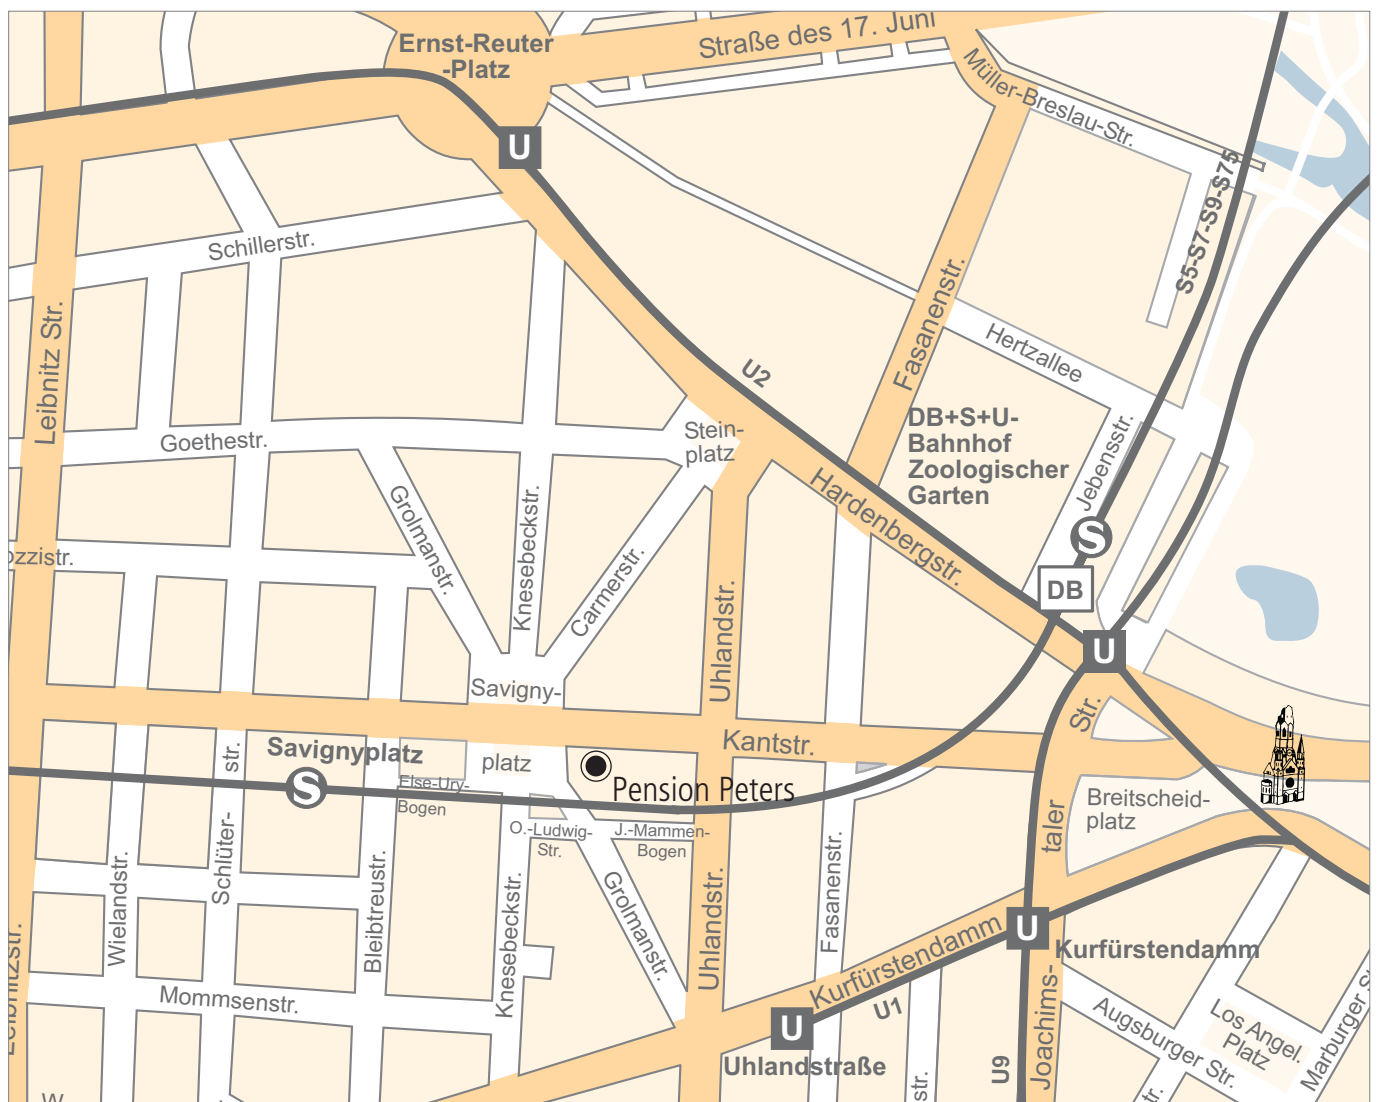 Ernst-Reuter
-Platz
Straße des 17. Juni
Müller-Breslau-Str.
U
S5-S7-S9-S75
Schillerstr.
Fasanenstr.
Hertzallee
Leibnitz Str.
U2
DB+S+U-
Bahnhof
Zoologischer
Garten
Goethestr.
Stein-
platz
Jebensstr.
Grolmanstr.
Knesebeckstr.
Carmerstr.
Hardenbergstr.
S
DB
ozzistr.
Uhlandstr.
U
Savigny-
platz
Kantstr.
Str.
taler
Joachims-
Savignyplatz
S
str.
Schlüter-
Else-Ury-
Bogen
Pension Peters
Breitscheid-
platz
O.-Ludwig-
Str.
J.-Mammen-
Bogen
Wielandstr.
Bleibtreustr.
Knesebeckstr.
Grolmanstr.
Uhlandstr.
Fasanenstr.
Leibnitzstr.
Kurfürstendamm
U
Kurfürstendamm
Mommsenstr.
U1
U
Uhlandstraße
U9
Augsburger Str.
Los Angel.
Platz
Marburger S
str.
tr.
W